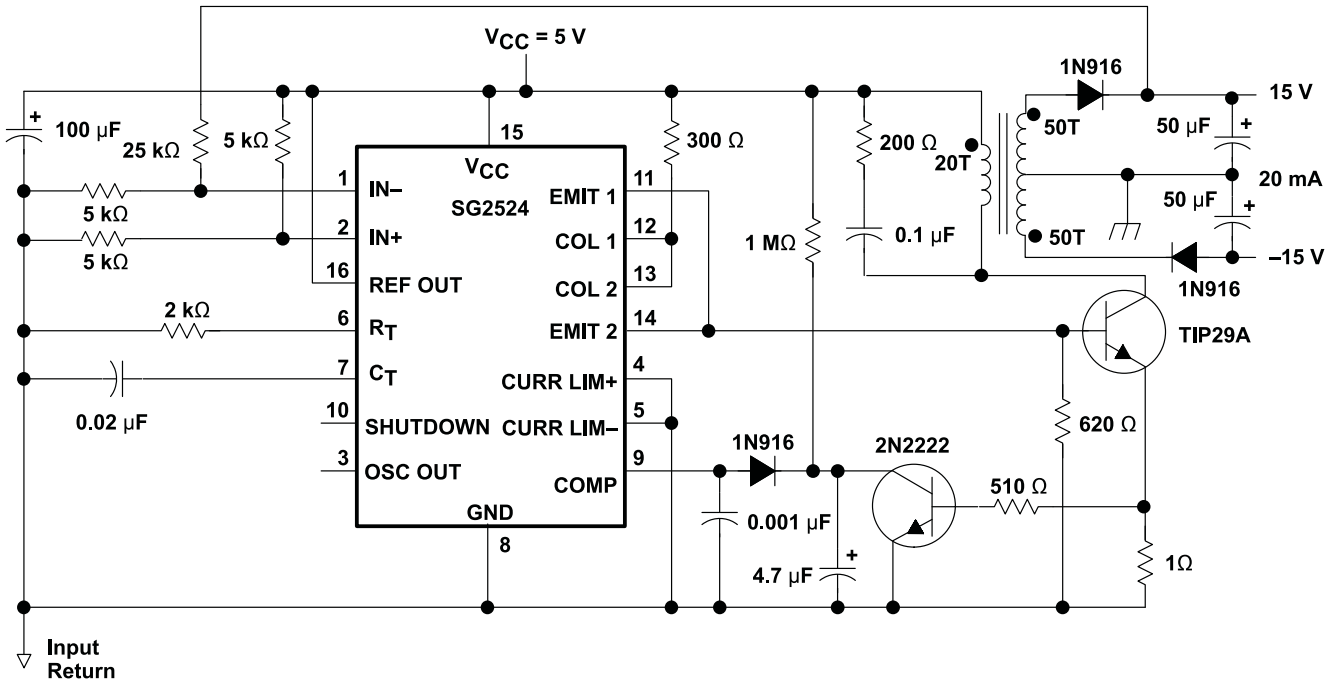 VCC = 5 V
1N916
15 V
+
100 µF
25 kΩ
5 kΩ
15
VCC
SG2524
300 Ω
200 Ω
20T
50T
50 µF
+
1
IN–
EMIT 1
11
20 mA
5 kΩ
2
IN+
COL 1
12
1 MΩ
0.1 µF
50 µF
+
5 kΩ
16
REF OUT
COL 2
13
50T
–15 V
1N916
2 kΩ
6
RT
EMIT 2
14
TIP29A
7
CT
CURR LIM+
4
0.02 µF
10
SHUTDOWN
CURR LIM–
5
620 Ω
3
OSC OUT
COMP
9
1N916
2N2222
510 Ω
GND
8
0.001 µF
4.7 µF
+
1Ω
Input
Return